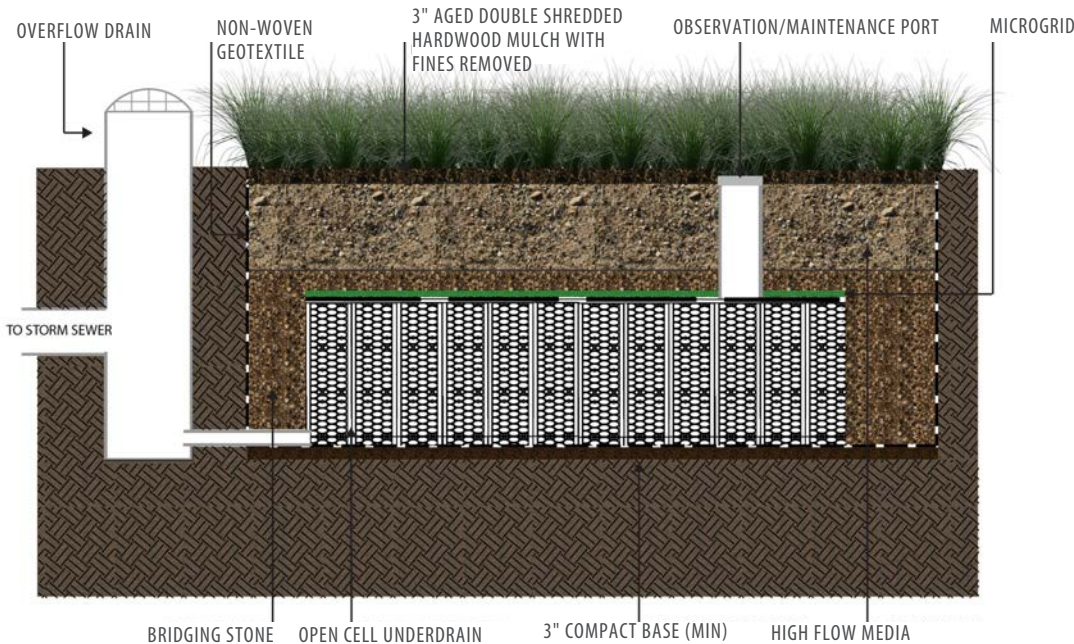 OVERFLOW DRAIN
NON-WOVEN
GEOTEXTILE
3" AGED DOUBLE SHREDDED
HARDWOOD MULCH WITH
FINES REMOVED
OBSERVATION/MAINTENANCE PORT
MICROGRID
TO STORM SEWER
BRIDGING STONE
OPEN CELL UNDERDRAIN
3" COMPACT BASE (MIN)
HIGH FLOW MEDIA